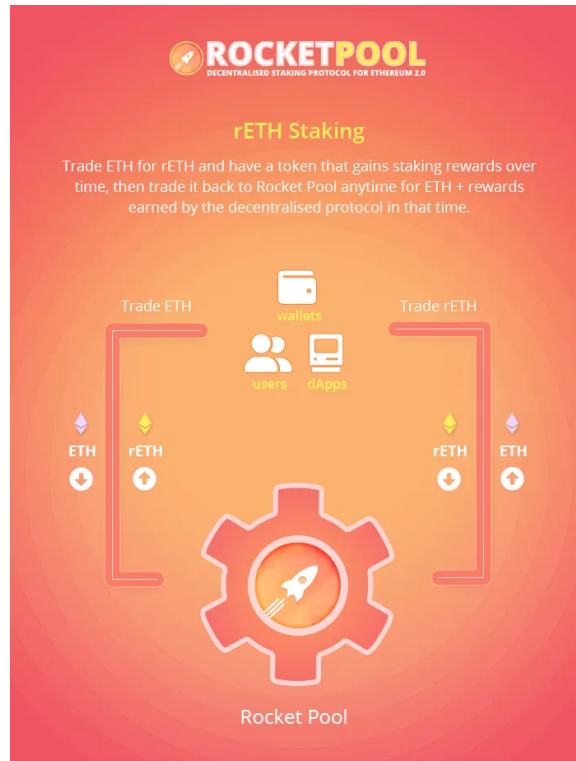 ROCKETPOOL
DECENTRALISED STAKING PROTOCOL FOR ETHEREUM 2.0
rETH Staking
Trade ETH for rETH and have a token that gains staking rewards over
time, then trade it back to Rocket Pool anytime for ETH + rewards
earned by the decentralised protocol in that time.
Trade ETH
wallets
Trade rETH
users
dApps
ETH
rETH
rETH
ETH
Rocket Pool